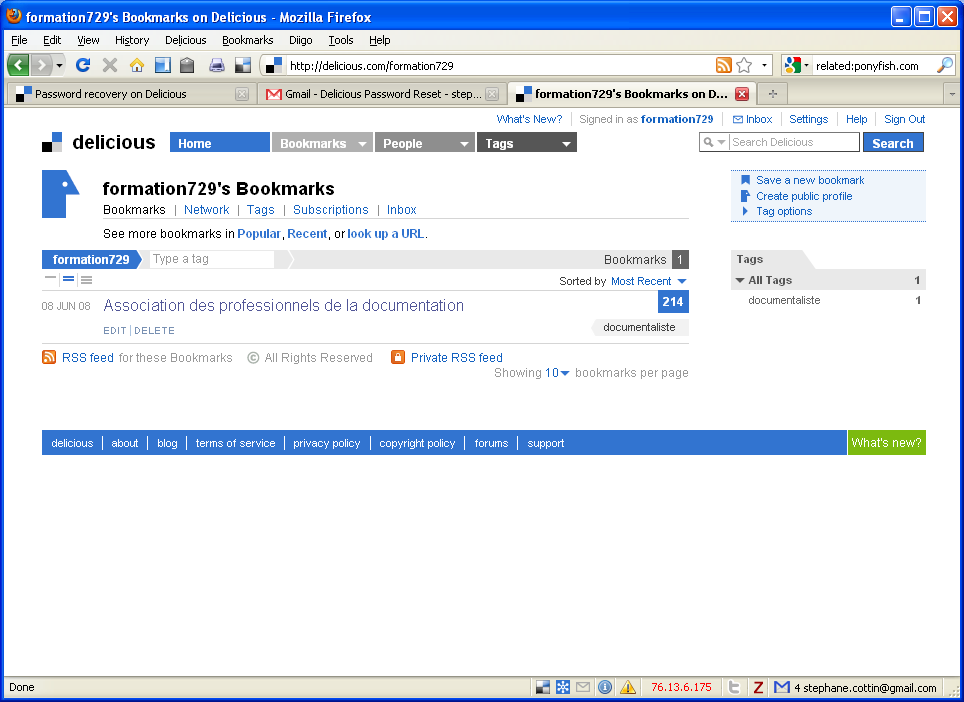 formation729's Bookmarks on Delicious - Mozilla Firefox
File Edit View History Delicious Bookmarks Diigo Tools Help
http://delicious.com/formation729 related:ponyfish.com
Password recovery on Delicious Gmail - Delicious Password Reset - step... formation729's Bookmarks on D...
What's New? Signed in as formation729 Inbox Settings Help Sign Out
delicious Home Bookmarks People Tags Search Delicious Search
formation729's Bookmarks
Bookmarks | Network | Tags | Subscriptions | Inbox
See more bookmarks in Popular, Recent, or look up a URL.
Save a new bookmark
Create public profile
Tag options
formation729 Type a tag Bookmarks 1
Sorted by Most Recent
08 JUN 08 Association des professionnels de la documentation 214
EDIT | DELETE documentaliste
RSS feed for these Bookmarks © All Rights Reserved Private RSS feed
Showing 10 bookmarks per page
Tags
All Tags 1
documentaliste 1
delicious | about | blog | terms of service | privacy policy | copyright policy | forums | support What's new?
Done 76.13.6.175 4 stephane.cottin@gmail.com